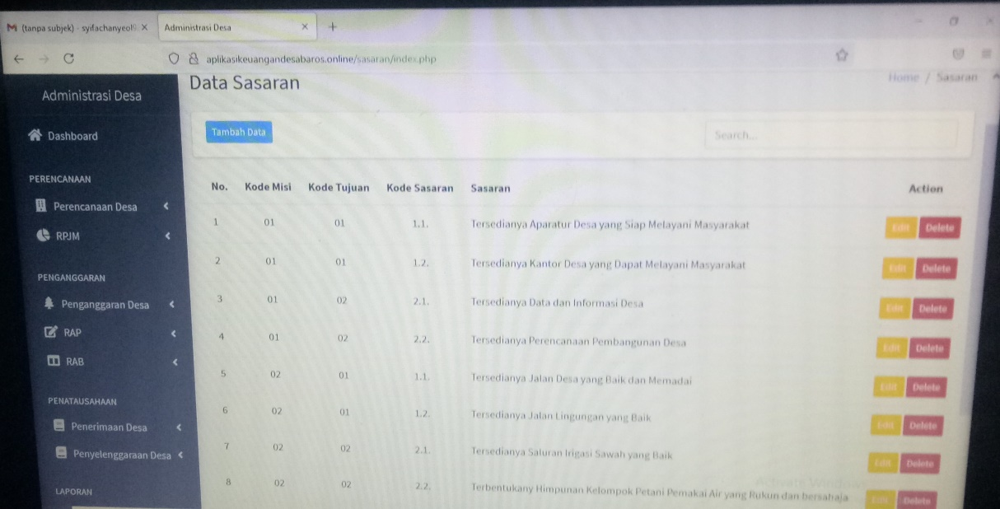 (tanpa subjek) - syifachanyeol
Administrasi Desa
aplikasikeuangandesabaros.online/sasaran/index.php
Administrasi Desa
Data Sasaran
Home / Sasaran
Dashboard
Tambah Data
Search...
PERENCANAAN
Perencanaan Desa
RPJM
PENGANGGARAN
Penganggaran Desa
RAP
RAB
PENATAUSAHAAN
Penerimaan Desa
Penyelenggaraan Desa
LAPORAN
No. Kode Misi Kode Tujuan Kode Sasaran Sasaran Action
1 01 01 1.1. Tersedianya Aparatur Desa yang Siap Melayani Masyarakat Edit Delete
2 01 01 1.2. Tersedianya Kantor Desa yang Dapat Melayani Masyarakat Edit Delete
3 01 02 2.1. Tersedianya Data dan Informasi Desa Edit Delete
4 01 02 2.2. Tersedianya Perencanaan Pembangunan Desa Edit Delete
5 02 01 1.1. Tersedianya Jalan Desa yang Baik dan Memadai Edit Delete
6 02 01 1.2. Tersedianya Jalan Lingungan yang Baik Edit Delete
7 02 02 2.1. Tersedianya Saluran Irigasi Sawah yang Baik Edit Delete
8 02 02 2.2. Terbentukany Himpunan Kelompok Petani Pemakai Air yang Rukun dan bersahaja Edit Delete
Activate Windows